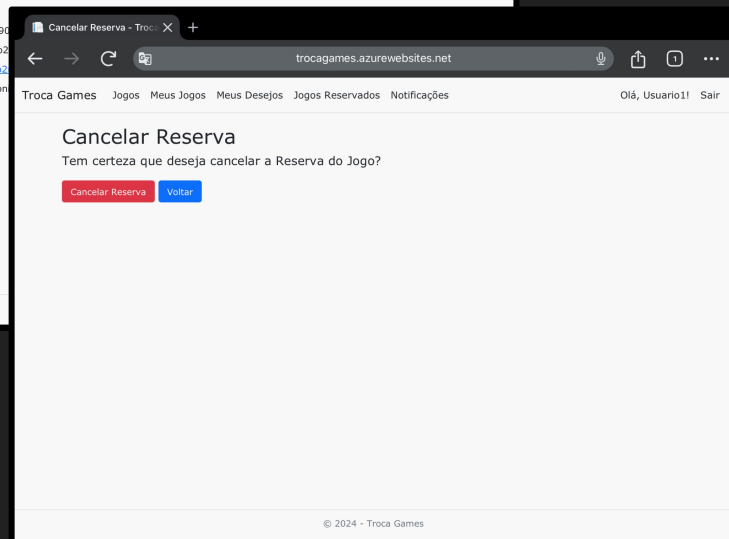 Cancelar Reserva - Troca
trocagames.azurewebsites.net
1
Troca Games Jogos Meus Jogos Meus Desejos Jogos Reservados Notificações Olá, Usuario1! Sair
Cancelar Reserva
Tem certeza que deseja cancelar a Reserva do Jogo?
Cancelar Reserva Voltar
© 2024 - Troca Games